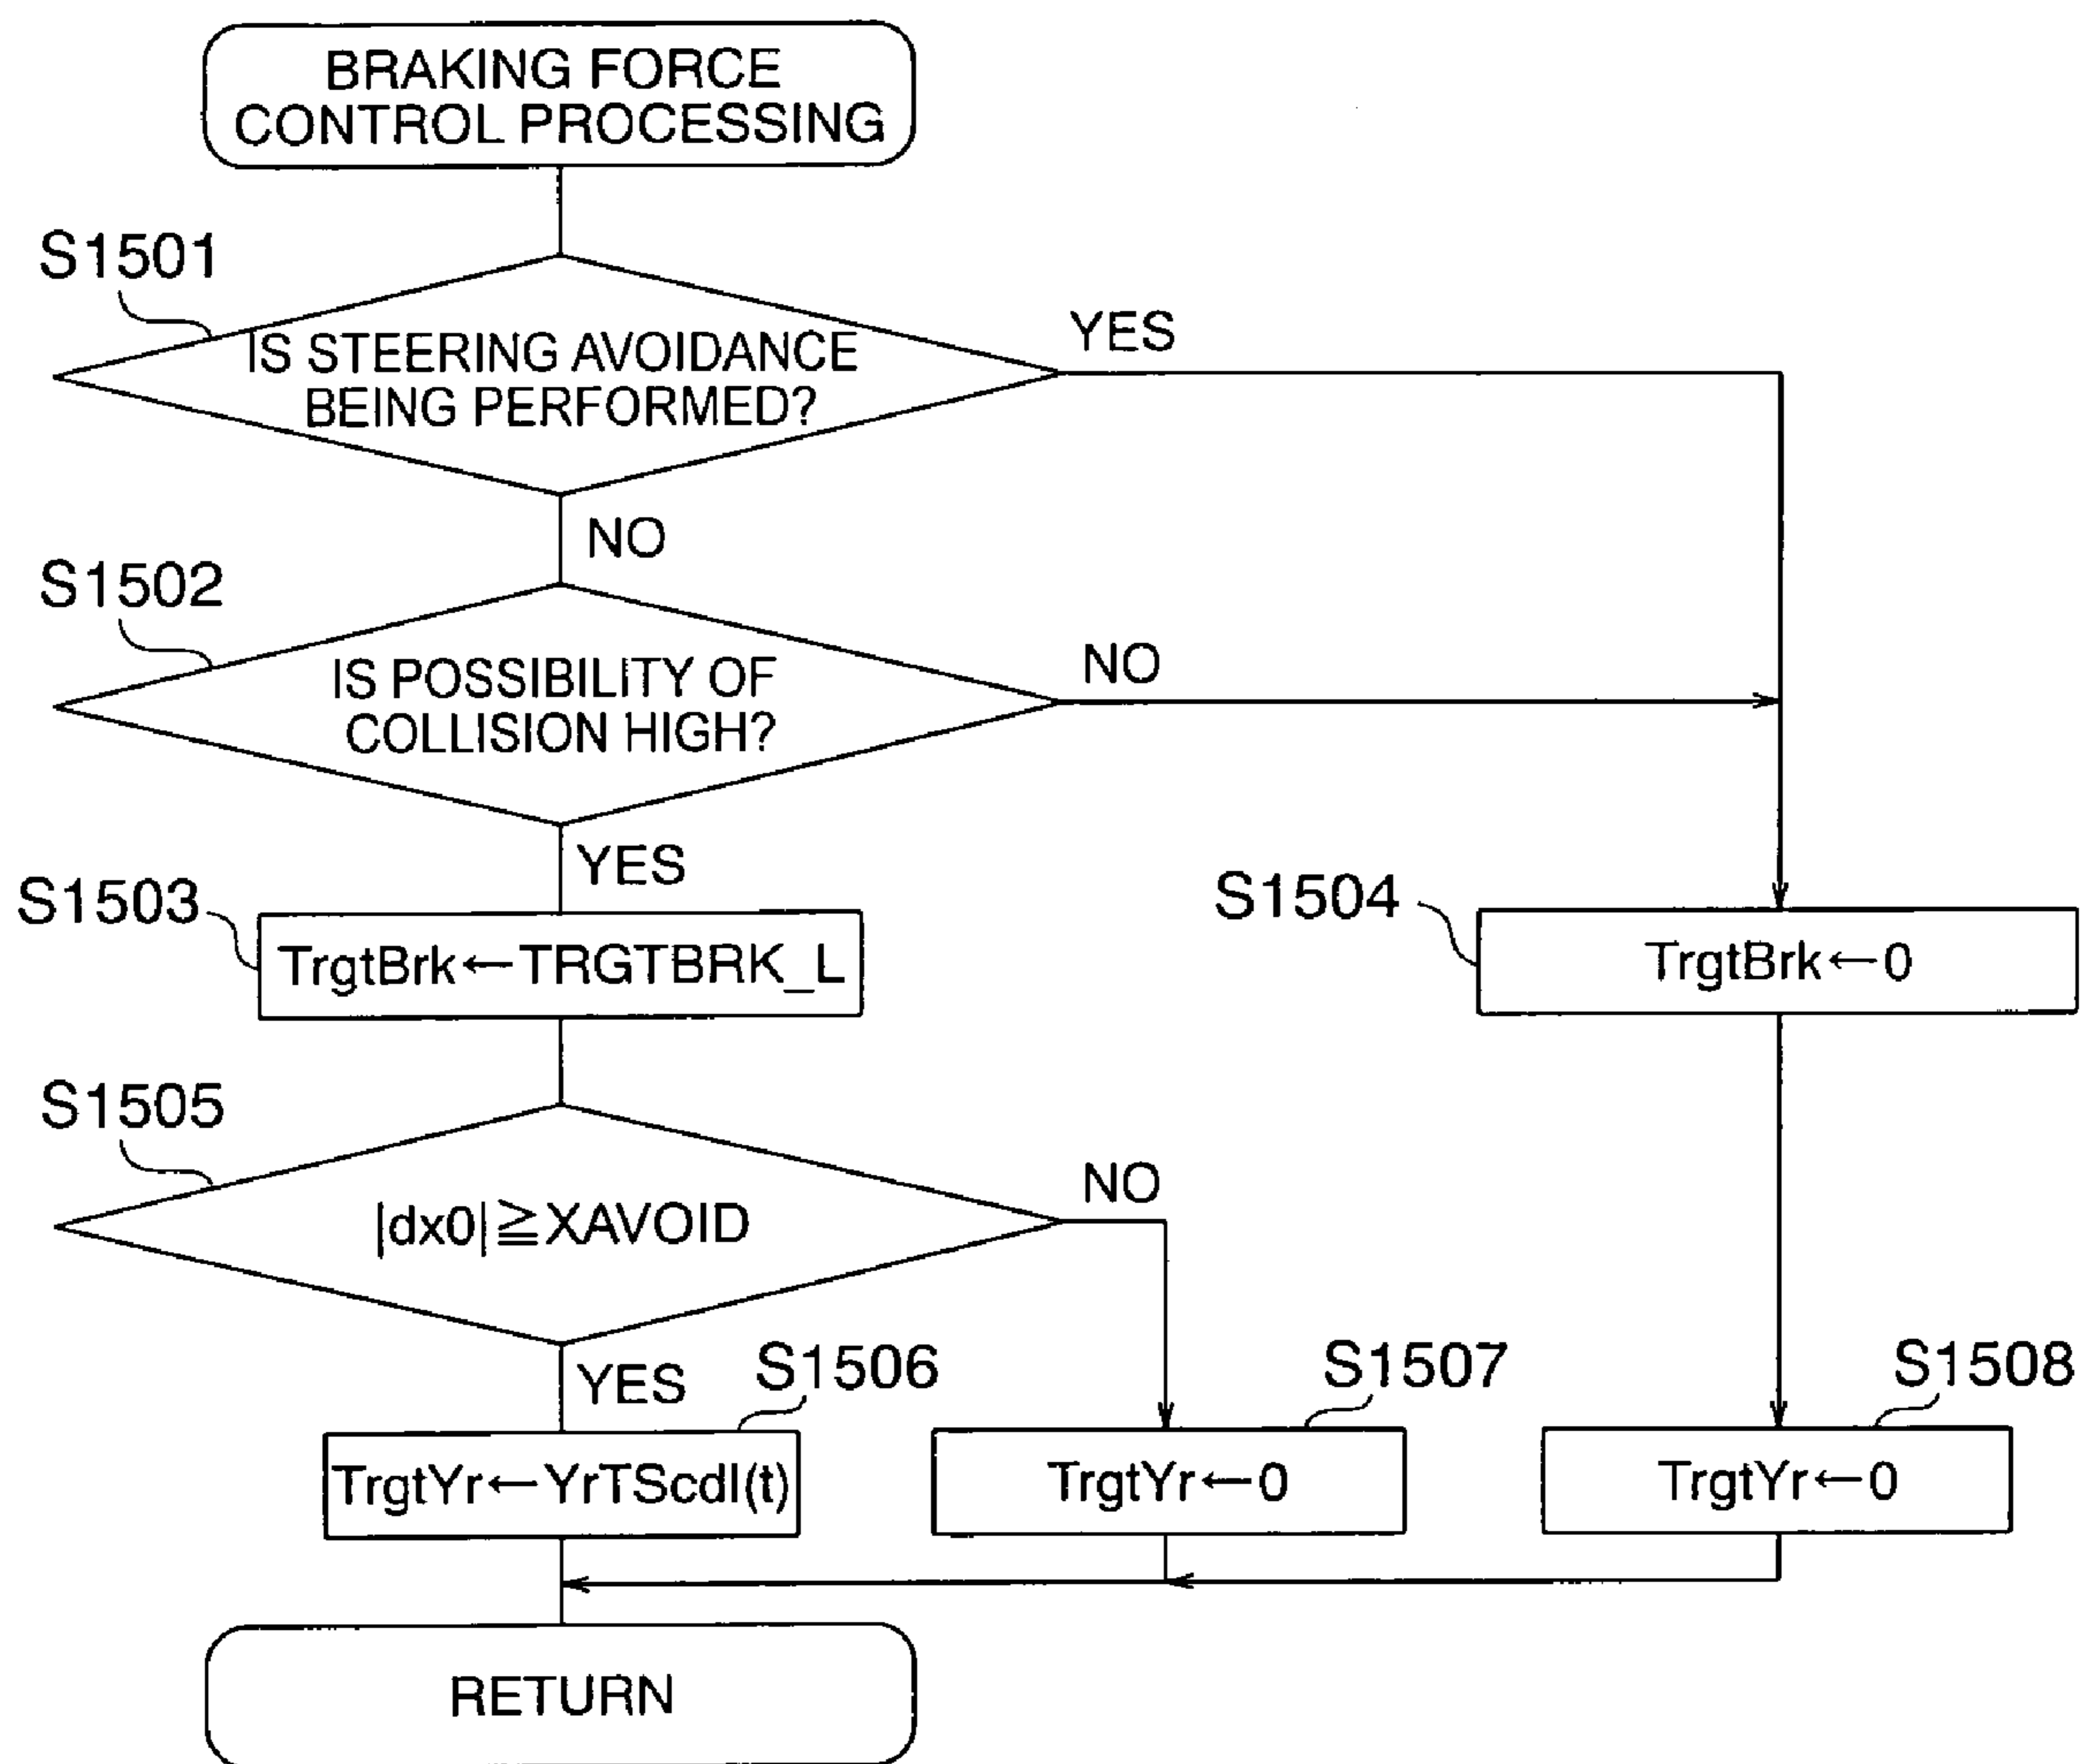 BRAKING FORCE
CONTROL PROCESSING
S1501
IS STEERING AVOIDANCE
BEING PERFORMED?
YES
NO
S1502
IS POSSIBILITY OF
COLLISION HIGH?
NO
YES
S1503
TrgtBrk←TRGTBRK_L
S1504
TrgtBrk←0
S1505
|dx0|≧XAVOID
NO
YES
S1506
TrgtYr←YrTScdl(t)
S1507
TrgtYr←0
S1508
TrgtYr←0
RETURN